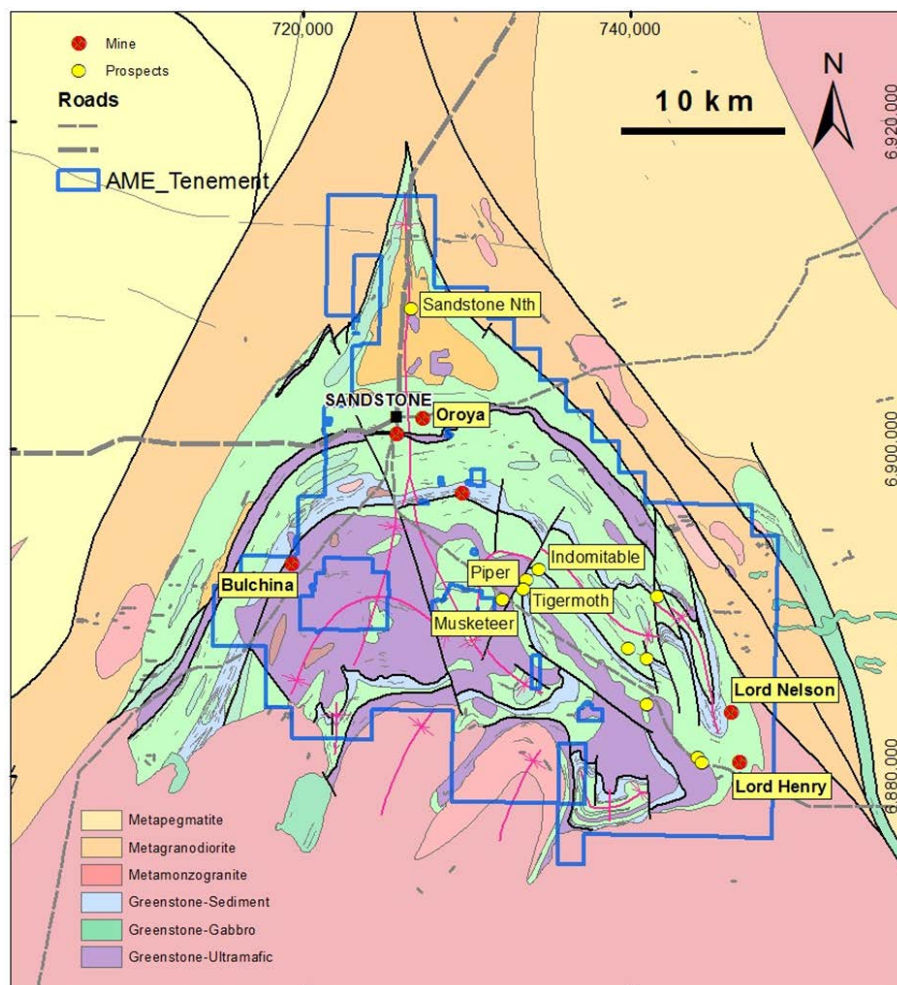 720,000
740,000
Mine
Prospects
Roads
AME_Tenement
10 km
N
6,920,000
Sandstone Nth
SANDSTONE
Oroya
6,900,000
Indomitable
Piper
Bulchina
Tigermoth
Musketeer
Lord Nelson
Lord Henry
6,880,000
Metapegmatite
Metagranodiorite
Metamonzogranite
Greenstone-Sediment
Greenstone-Gabbro
Greenstone-Ultramafic